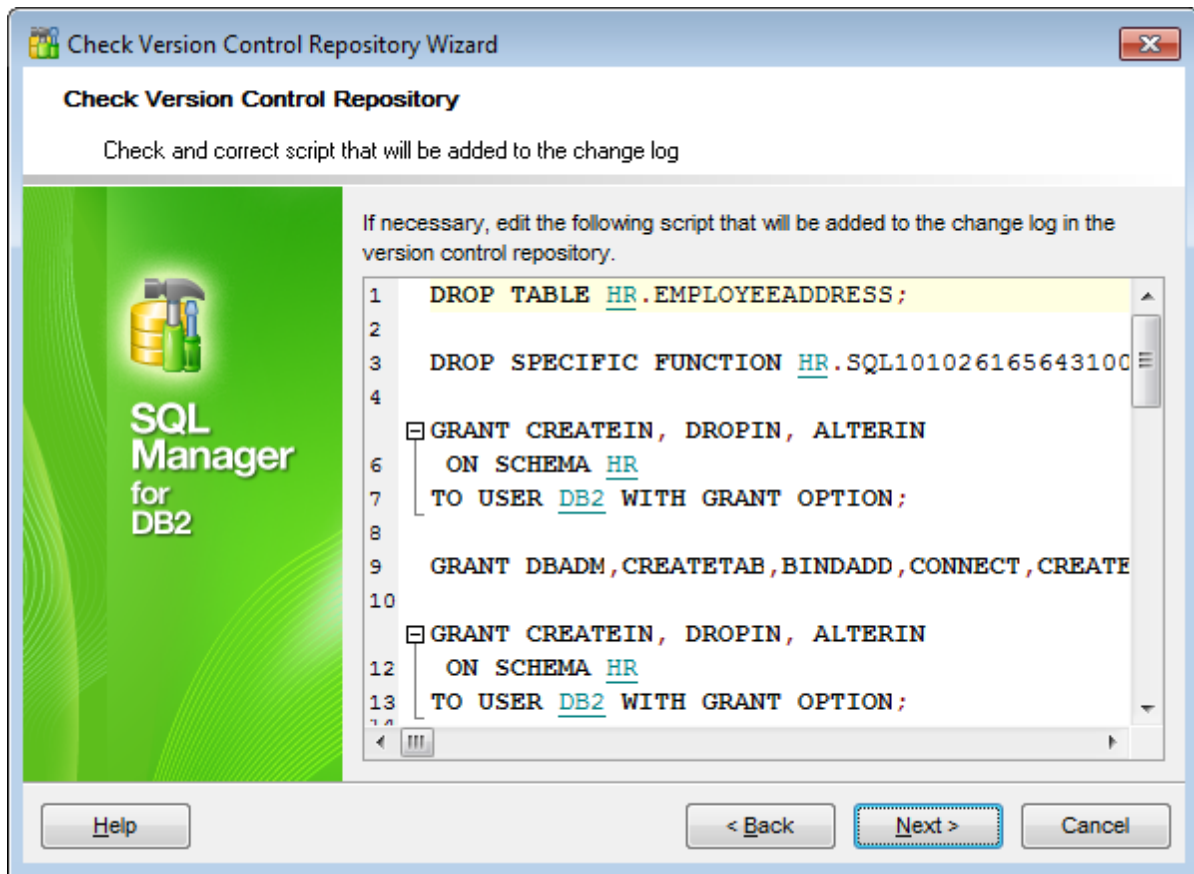 Check Version Control Repository Wizard
Check Version Control Repository
Check and correct script that will be added to the change log
If necessary, edit the following script that will be added to the change log in the
version control repository.
SQL
Manager
for
DB2
1 DROP TABLE HR.EMPLOYEEADDRESS;
2
3 DROP SPECIFIC FUNCTION HR.SQL101026165643100
4
GRANT CREATEIN, DROPIN, ALTERIN
6 ON SCHEMA HR
7 TO USER DB2 WITH GRANT OPTION;
8
9 GRANT DBADM,CREATETAB,BINDADD,CONNECT,CREATE
10
GRANT CREATEIN, DROPIN, ALTERIN
12 ON SCHEMA HR
13 TO USER DB2 WITH GRANT OPTION;
Help
< Back
Next >
Cancel